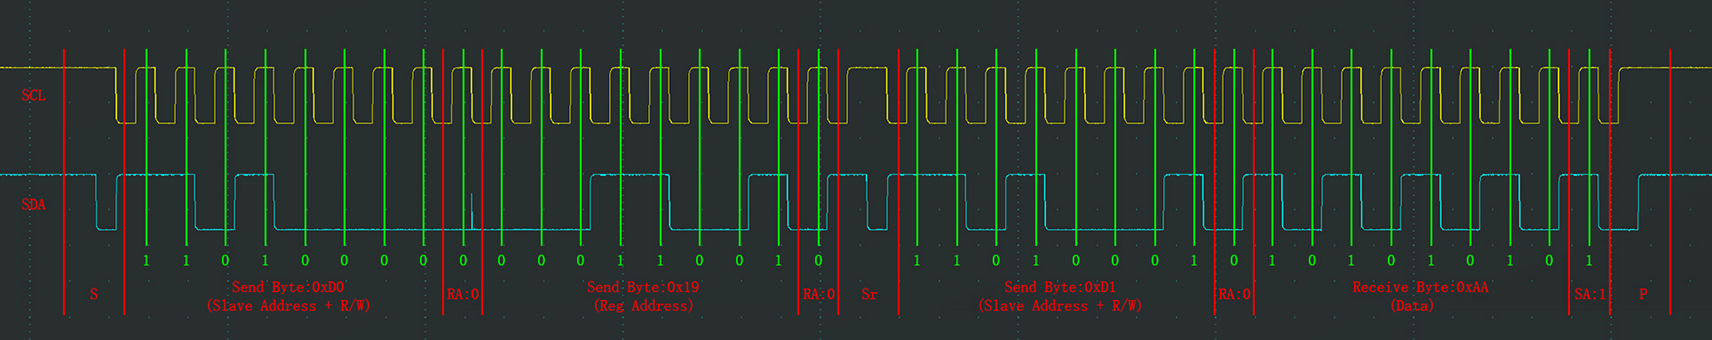 SCL
SDA
1 1 0 1 0 0 0 0 0 0 0 0 1 1 0 0 1 0 1 1 0 1 0 0 0 1 0 1 0 1 0 1 0 1 0 1
S
Send Byte:0xD0
(Slave Address + R/W)
RA:0
Send Byte:0x19
(Reg Address)
RA:0
Sr
Send Byte:0xD1
(Slave Address + R/W)
RA:0
Receive Byte:0xAA
(Data)
SA:1
P